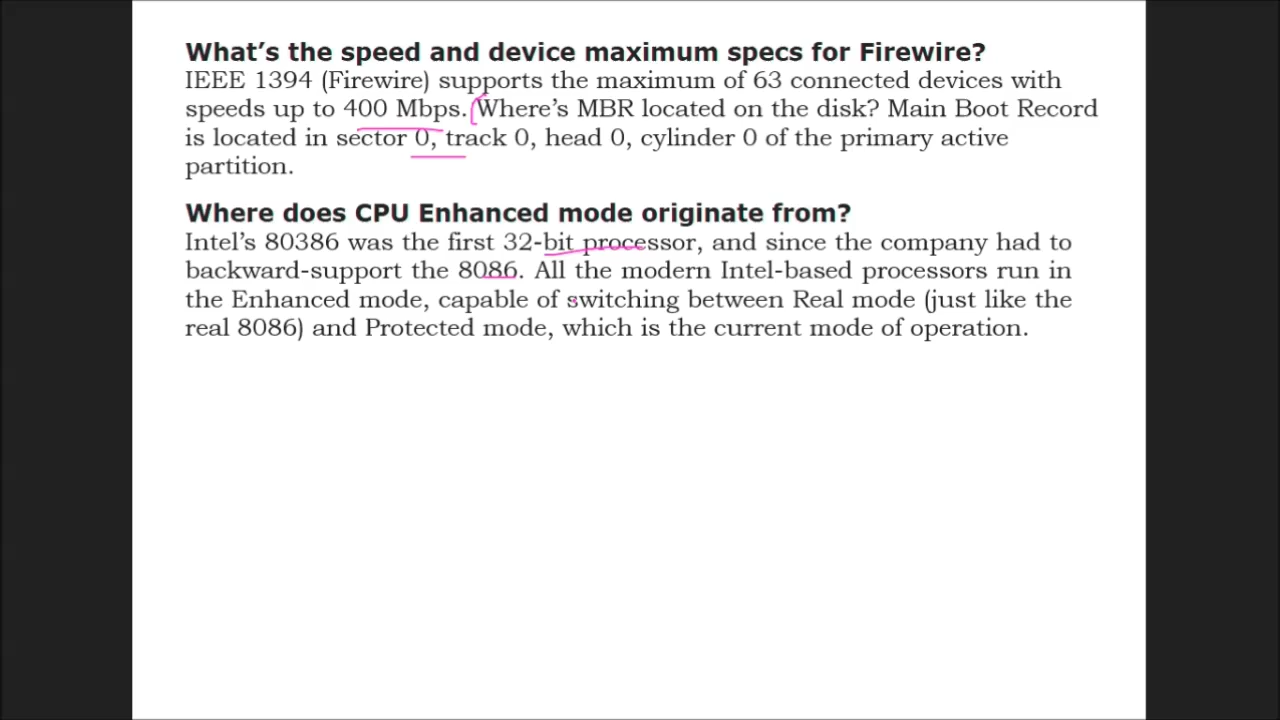 What’s the speed and device maximum specs for Firewire?
IEEE 1394 (Firewire) supports the maximum of 63 connected devices with
speeds up to 400 Mbps. Where’s MBR located on the disk? Main Boot Record
is located in sector 0, track 0, head 0, cylinder 0 of the primary active
partition.
Where does CPU Enhanced mode originate from?
Intel’s 80386 was the first 32-bit processor, and since the company had to
backward-support the 8086. All the modern Intel-based processors run in
the Enhanced mode, capable of switching between Real mode (just like the
real 8086) and Protected mode, which is the current mode of operation.